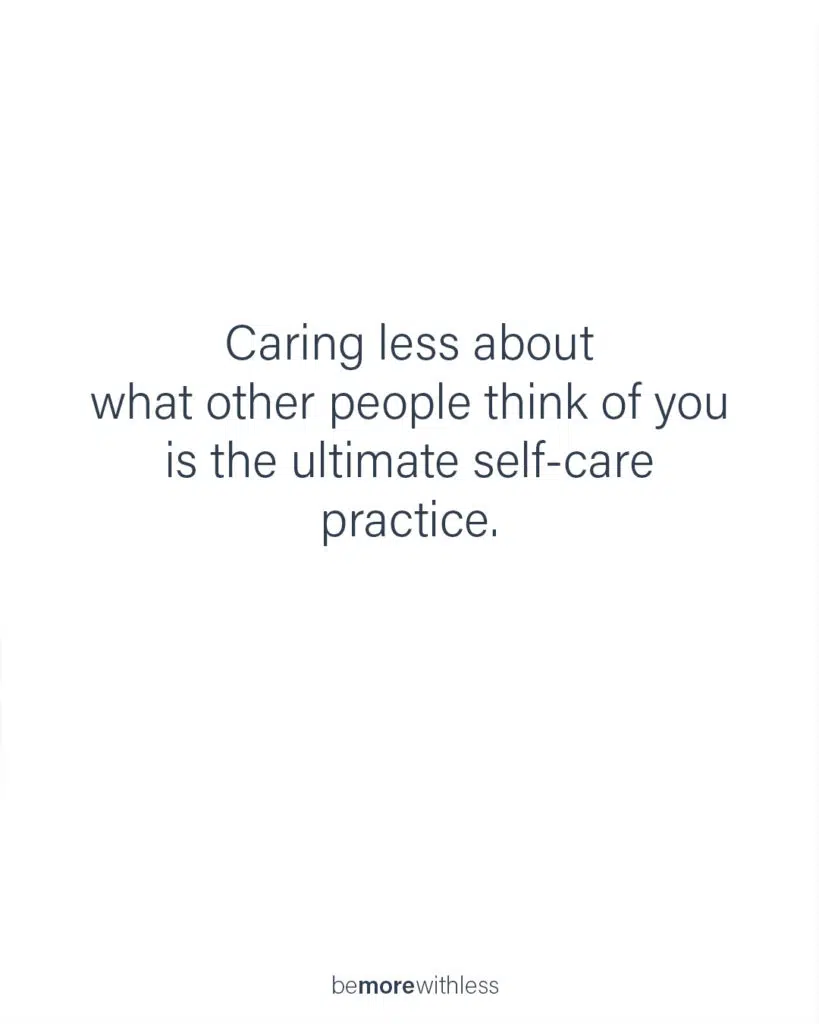 Caring less about
what other people think of you
is the ultimate self-care
practice.
bemorewithless